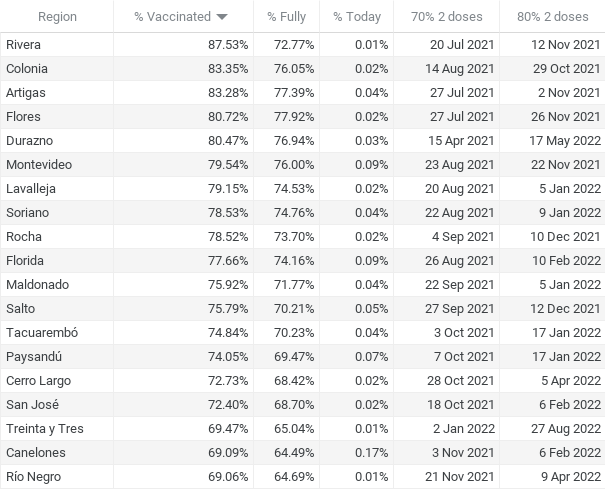 Region % Vaccinated % Fully % Today 70% 2 doses 80% 2 doses
Rivera 87.53% 72.77% 0.01% 20 Jul 2021 12 Nov 2021
Colonia 83.35% 76.05% 0.02% 14 Aug 2021 29 Oct 2021
Artigas 83.28% 77.39% 0.04% 27 Jul 2021 2 Nov 2021
Flores 80.72% 77.92% 0.02% 27 Jul 2021 26 Nov 2021
Durazno 80.47% 76.94% 0.03% 15 Apr 2021 17 May 2022
Montevideo 79.54% 76.00% 0.09% 23 Aug 2021 22 Nov 2021
Lavalleja 79.15% 74.53% 0.02% 20 Aug 2021 5 Jan 2022
Soriano 78.53% 74.76% 0.04% 22 Aug 2021 9 Jan 2022
Rocha 78.52% 73.70% 0.02% 4 Sep 2021 10 Dec 2021
Florida 77.66% 74.16% 0.09% 26 Aug 2021 10 Feb 2022
Maldonado 75.92% 71.77% 0.04% 22 Sep 2021 5 Jan 2022
Salto 75.79% 70.21% 0.05% 27 Sep 2021 12 Dec 2021
Tacuarembó 74.84% 70.23% 0.04% 3 Oct 2021 17 Jan 2022
Paysandú 74.05% 69.47% 0.07% 7 Oct 2021 17 Jan 2022
Cerro Largo 72.73% 68.42% 0.02% 28 Oct 2021 5 Apr 2022
San José 72.40% 68.70% 0.02% 18 Oct 2021 6 Feb 2022
Treinta y Tres 69.47% 65.04% 0.01% 2 Jan 2022 27 Aug 2022
Canelones 69.09% 64.49% 0.17% 3 Nov 2021 6 Feb 2022
Río Negro 69.06% 64.69% 0.01% 21 Nov 2021 9 Apr 2022